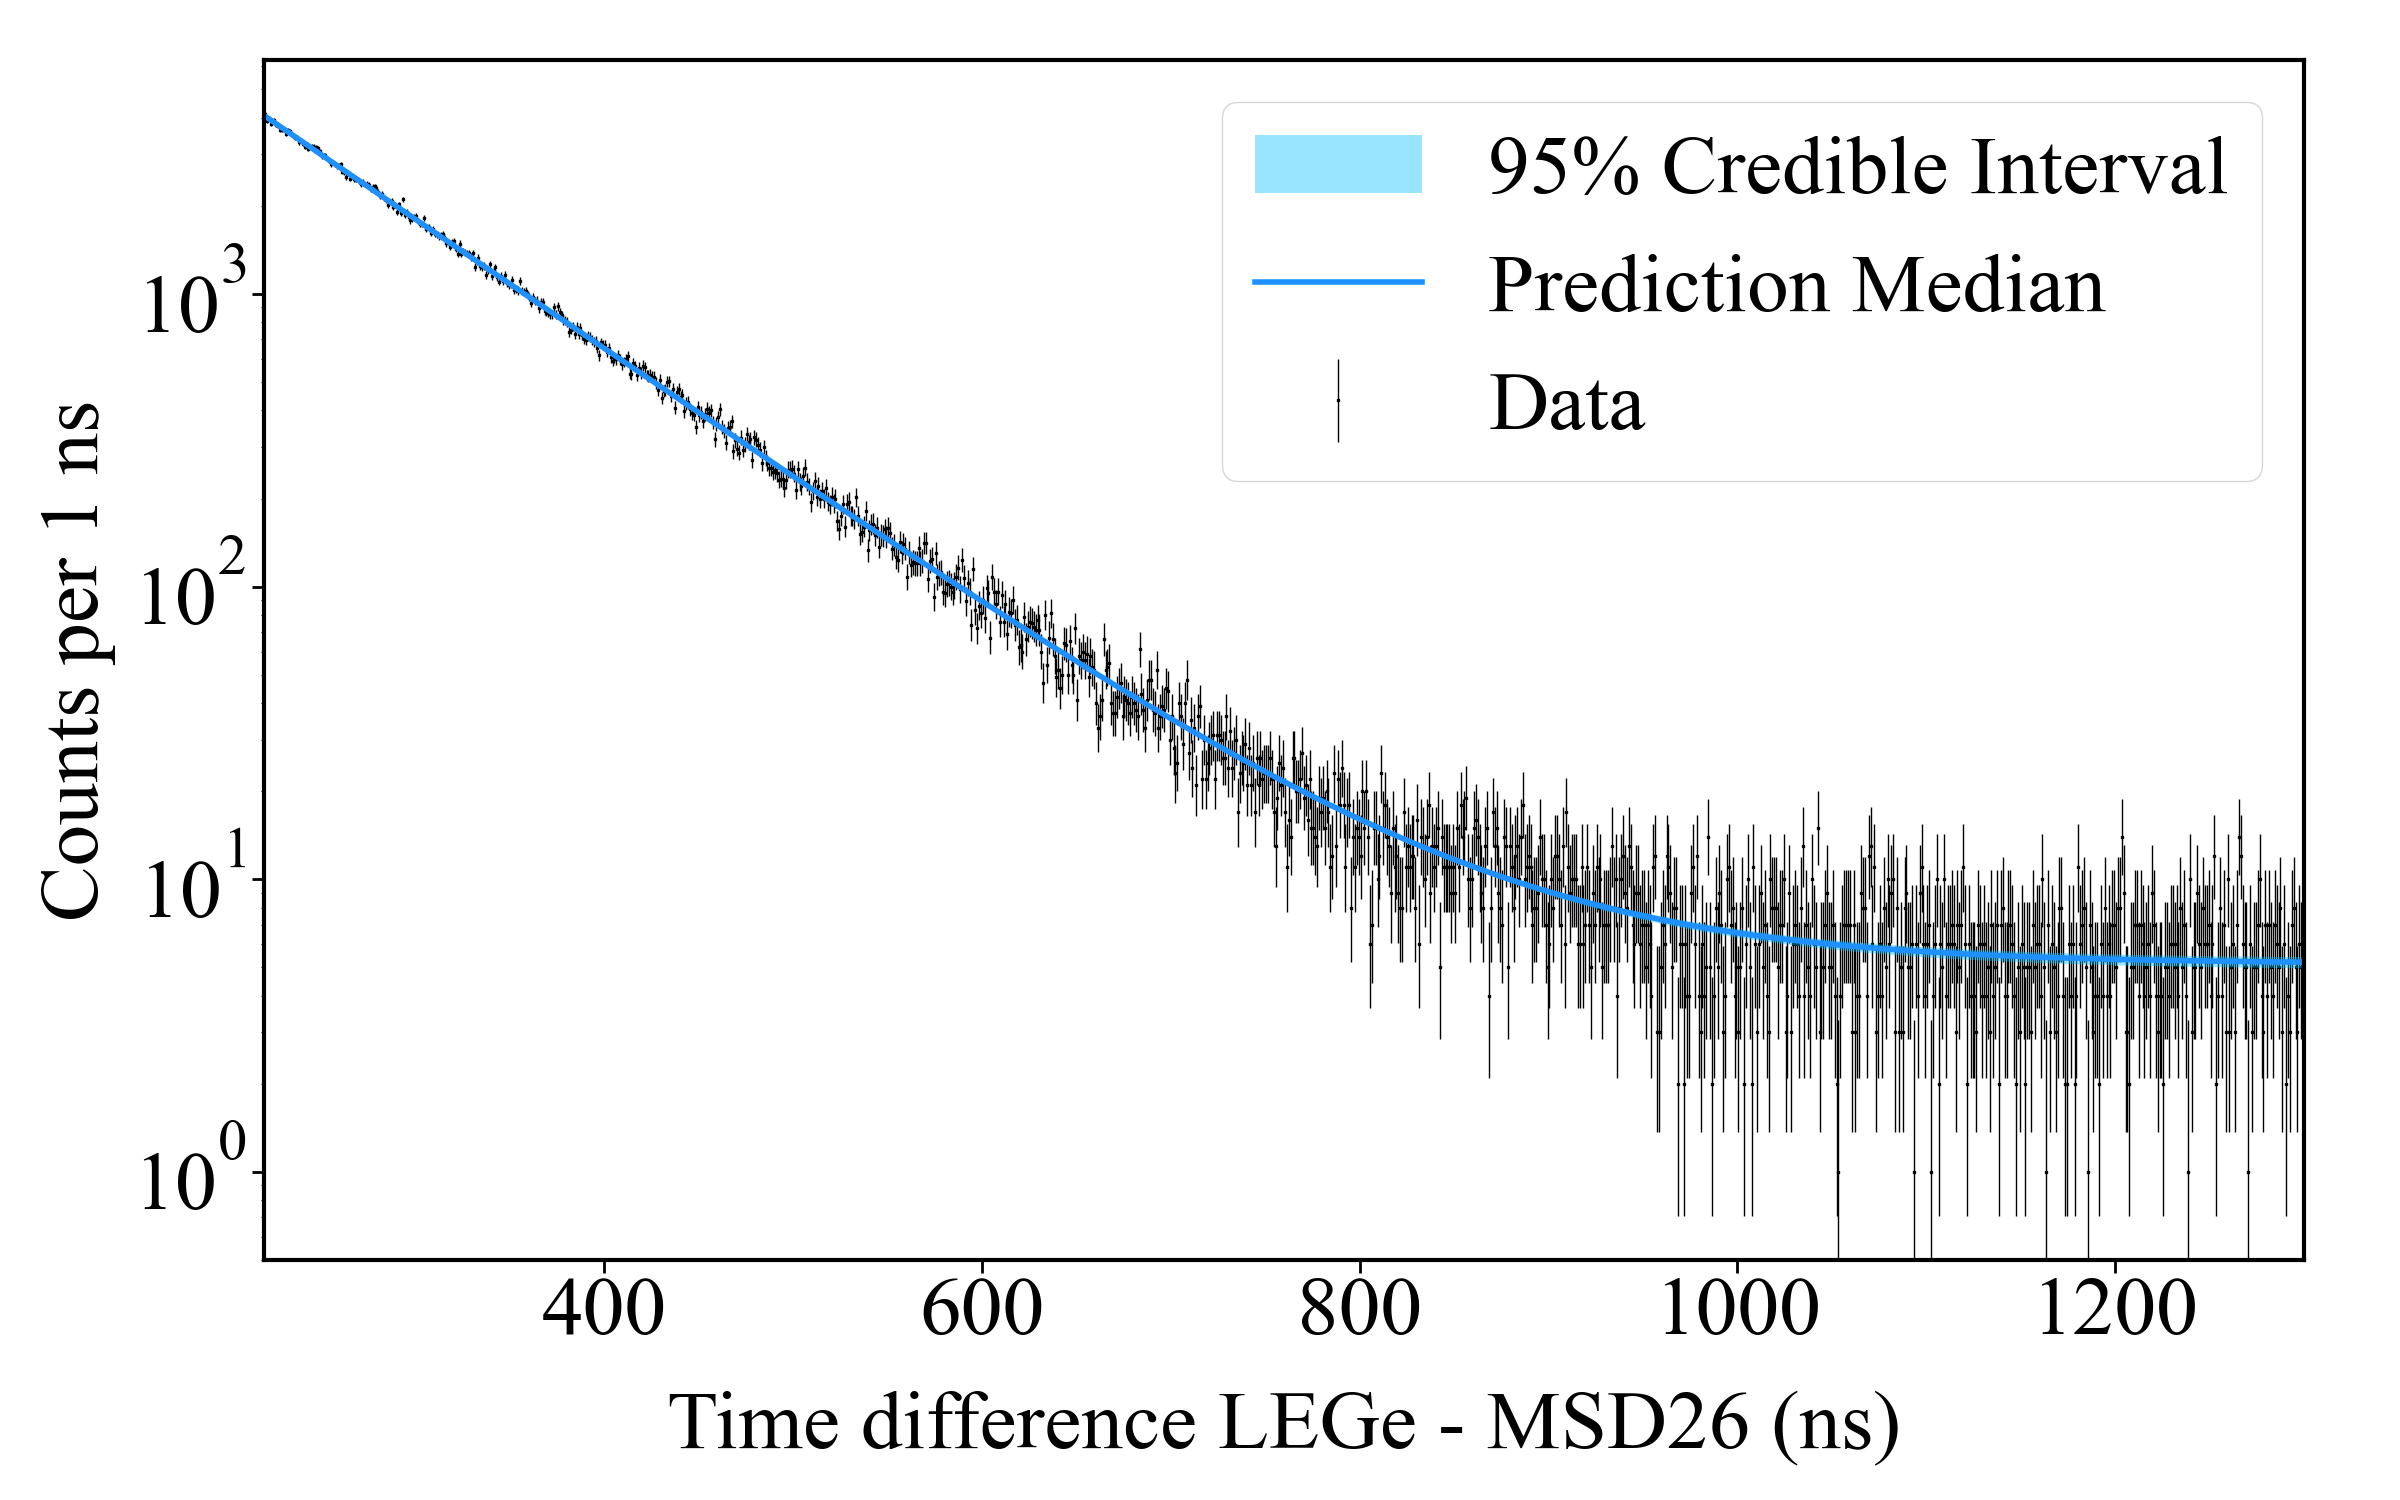 95% Credible Interval
Prediction Median
Data
Counts per 1 ns
10^3
10^2
10^1
10^0
400 600 800 1000 1200
Time difference LEGe - MSD26 (ns)